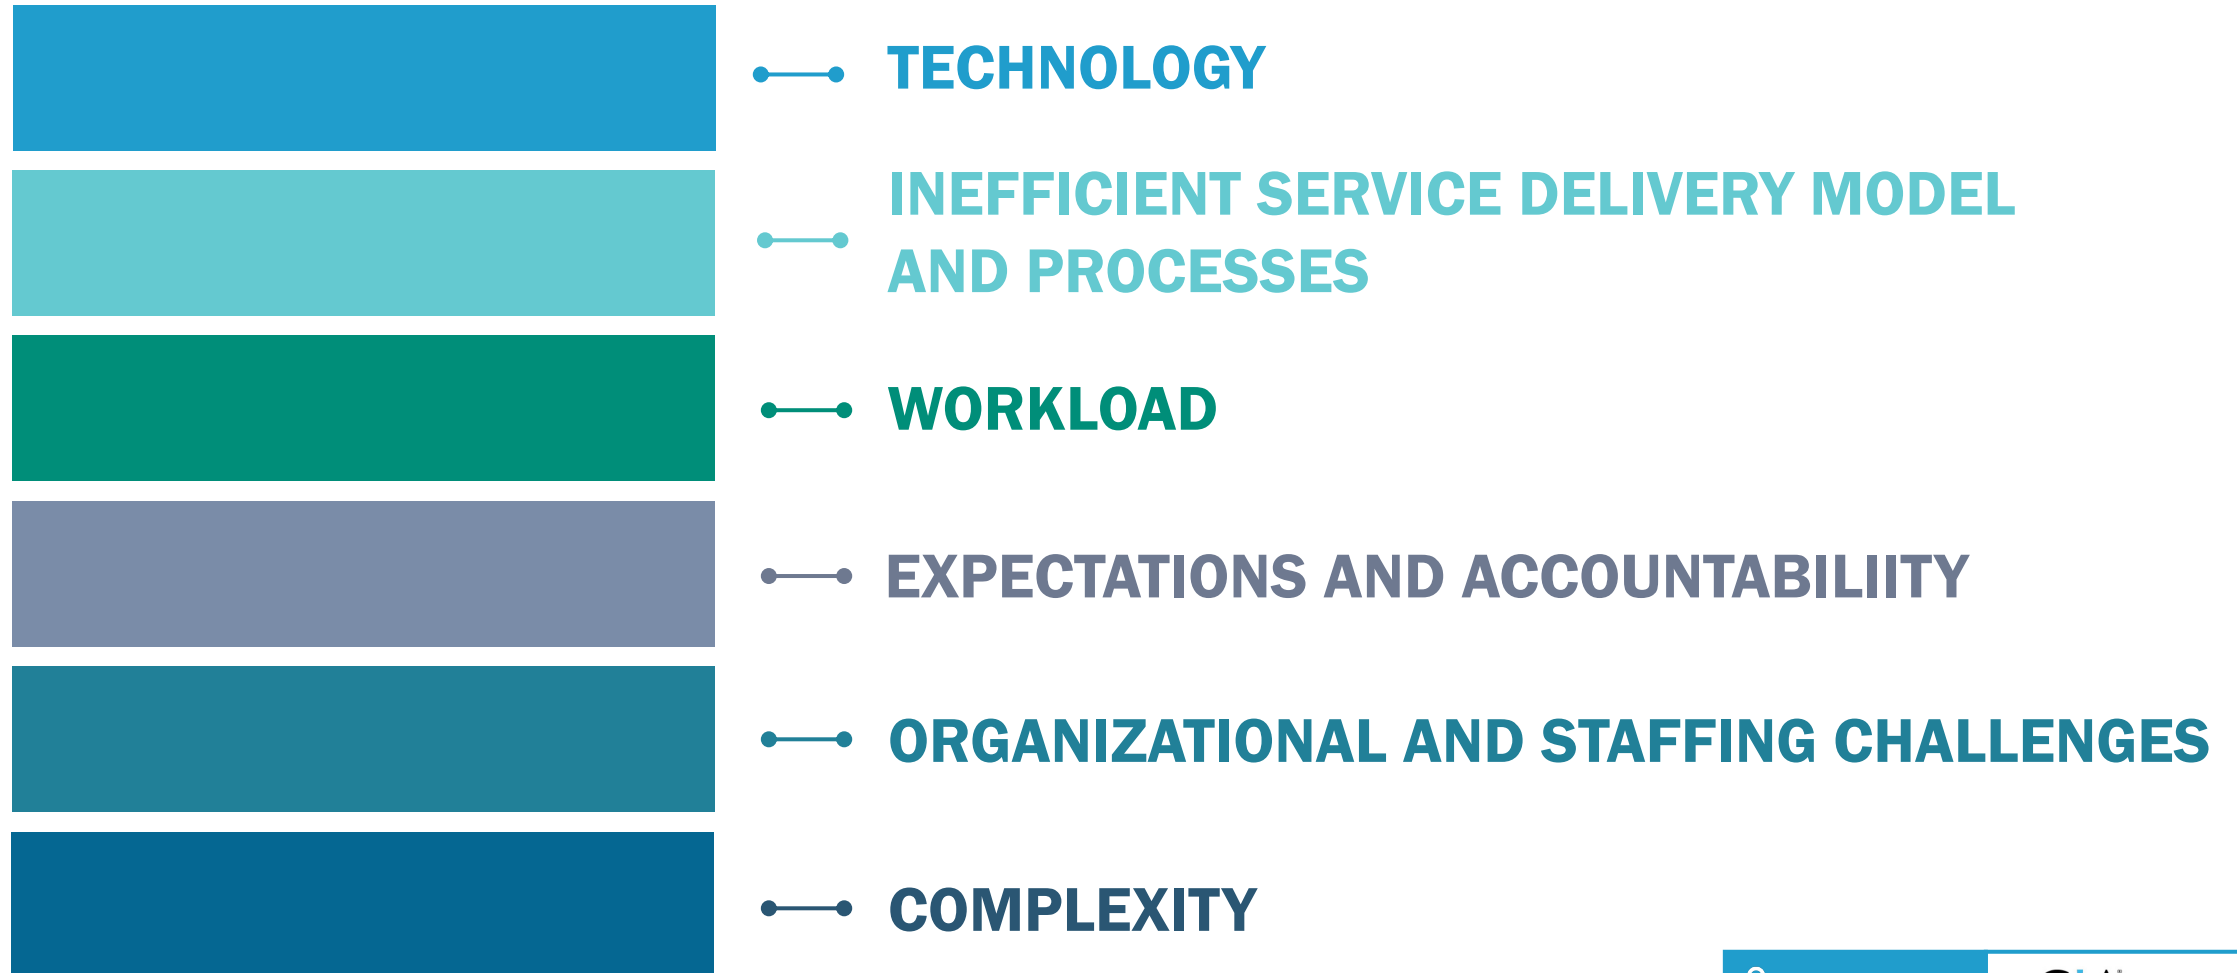 TECHNOLOGY
INEFFICIENT SERVICE DELIVERY MODEL
AND PROCESSES
WORKLOAD
EXPECTATIONS AND ACCOUNTABILIITY
ORGANIZATIONAL AND STAFFING CHALLENGES
COMPLEXITY